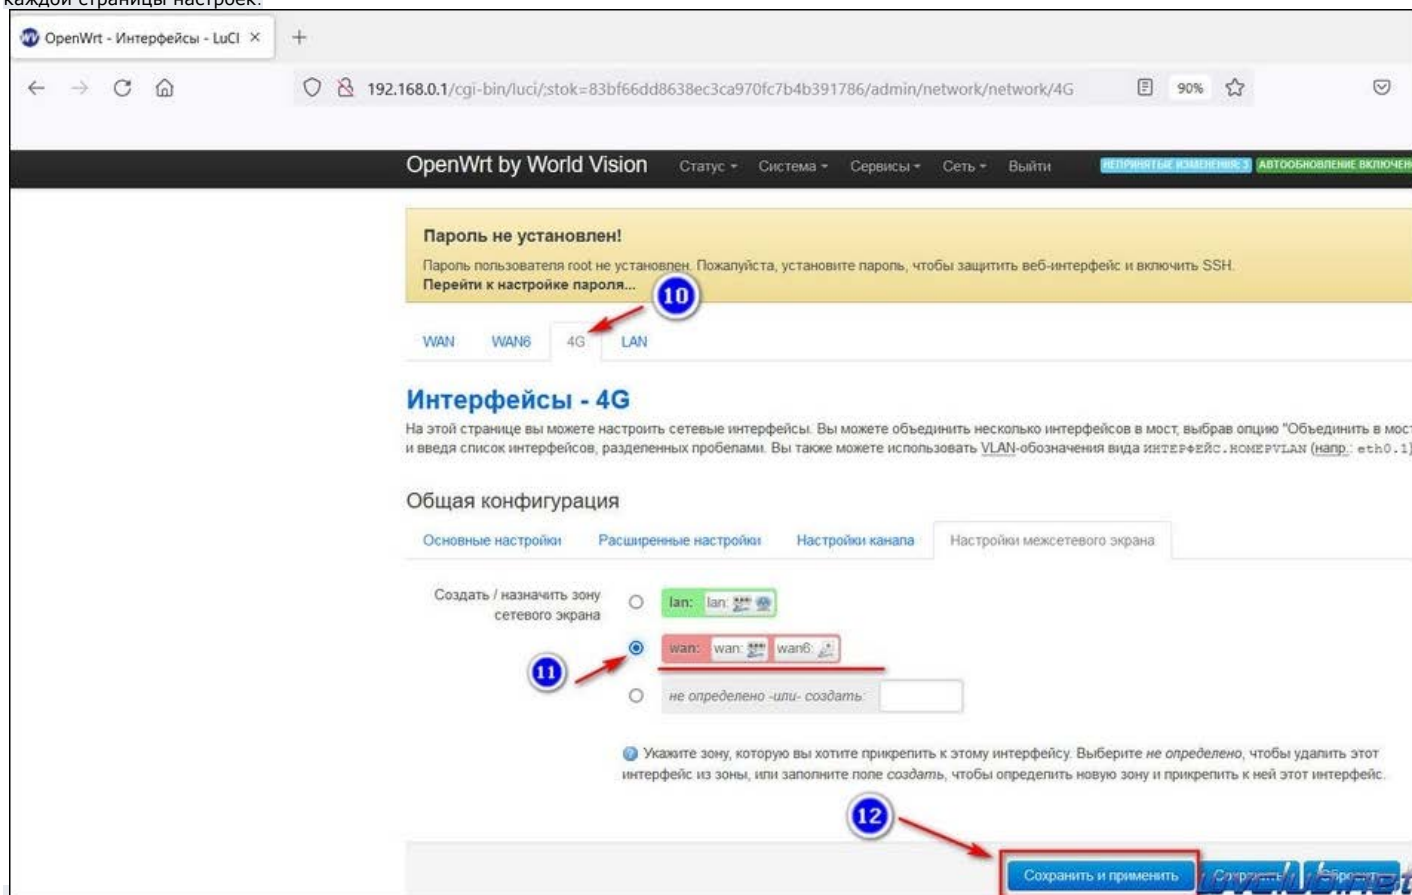 каждой страницы настроек.
OpenWrt - Интерфейсы - LuCI × +
192.168.0.1/cgi-bin/luci/;stok=83bf66dd8638ec3ca970fc7b4b391786/admin/network/network/4G 90%
OpenWrt by World Vision Статус Система Сервисы Сеть Выйти НЕПРИНЯТЫЕ ИЗМЕНЕНИЯ: 3 АВТООБНОВЛЕНИЕ ВКЛЮЧЕНО
Пароль не установлен!
Пароль пользователя root не установлен. Пожалуйста, установите пароль, чтобы защитить веб-интерфейс и включить SSH.
Перейти к настройке пароля...
10
WAN WAN6 4G LAN
Интерфейсы - 4G
На этой странице вы можете настроить сетевые интерфейсы. Вы можете объединить несколько интерфейсов в мост, выбрав опцию "Объединить в мост
и введя список интерфейсов, разделенных пробелами. Вы также можете использовать VLAN-обозначения вида ИНТЕРФЕЙС.НОМЕРVLAN (напр.: eth0.1)
Общая конфигурация
Основные настройки Расширенные настройки Настройки канала Настройки межсетевого экрана
Создать / назначить зону
сетевого экрана
lan: lan:
11
wan: wan: wan6:
не определено -или- создать:
Укажите зону, которую вы хотите прикрепить к этому интерфейсу. Выберите не определено, чтобы удалить этот
интерфейс из зоны, или заполните поле создать, чтобы определить новую зону и прикрепить к ней этот интерфейс.
12
Сохранить и применить Сохранить Сбросить